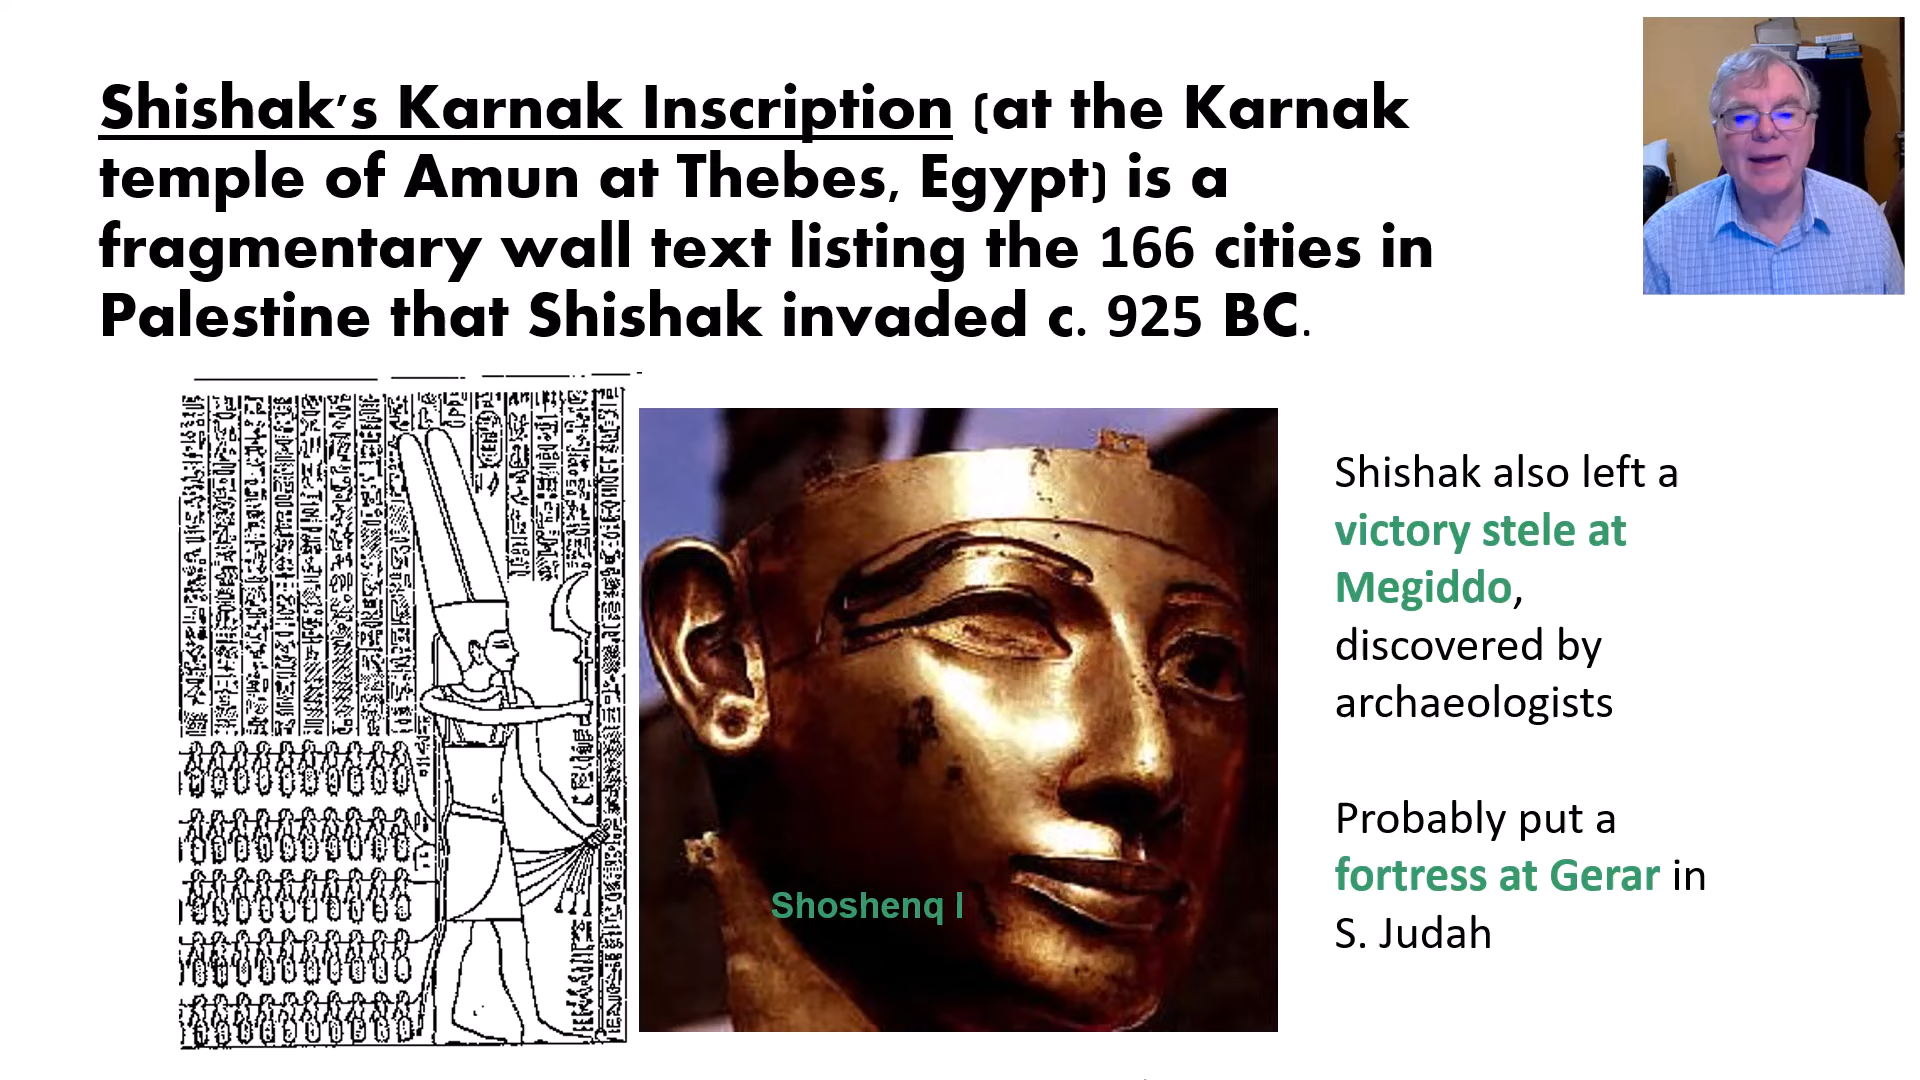 Shishak's Karnak Inscription (at the Karnak
temple of Amun at Thebes, Egypt) is a
fragmentary wall text listing the 166 cities in
Palestine that Shishak invaded c. 925 BC.
Shoshenq I
Shishak also left a
victory stele at
Megiddo,
discovered by
archaeologists
Probably put a
fortress at Gerar in
S. Judah